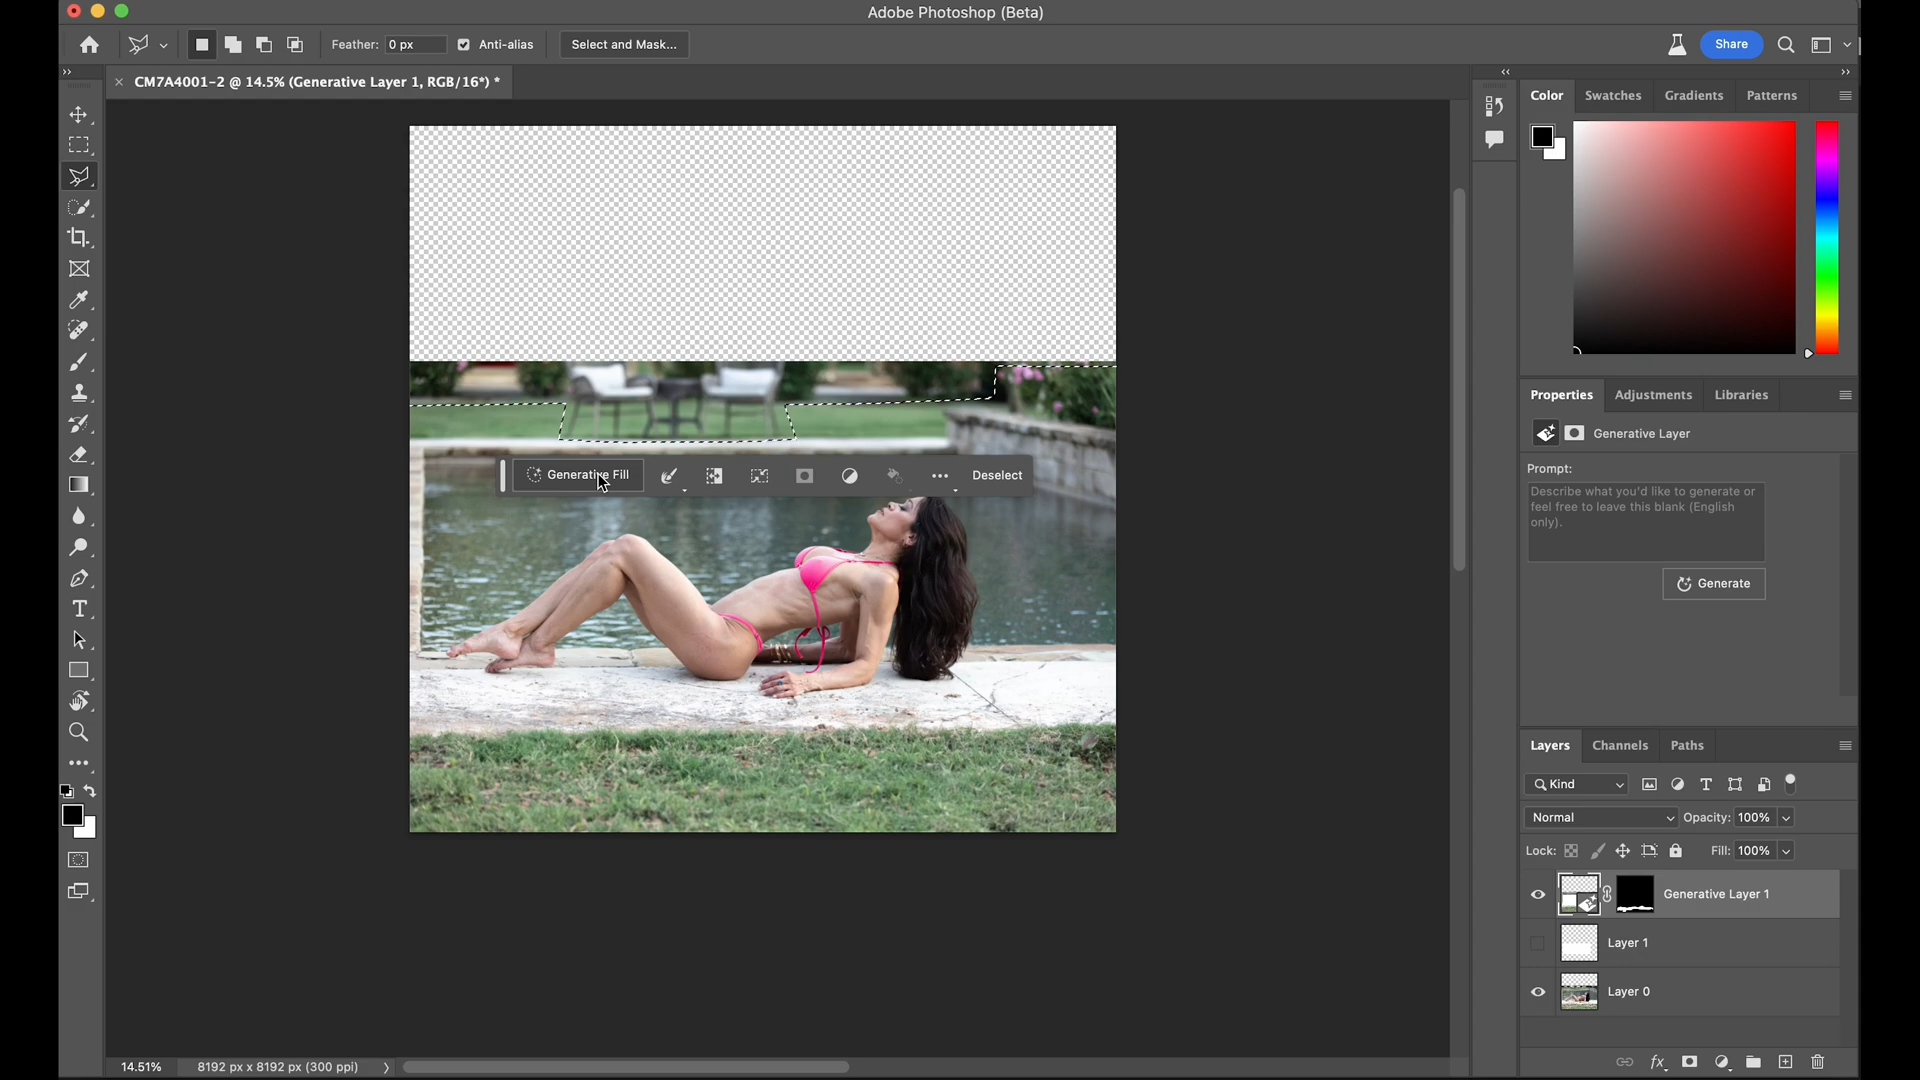 Adobe Photoshop (Beta)
Feather: 0 px Anti-alias Select and Mask... Share
CM7A4001-2 @ 14.5% (Generative Layer 1, RGB/16*) *
Color Swatches Gradients Patterns
Properties Adjustments Libraries
Generative Layer
Prompt:
Describe what you'd like to generate or
feel free to leave this blank (English
only).
Generate
Generative Fill Deselect
Layers Channels Paths
Kind
Normal Opacity: 100%
Lock: Fill: 100%
Generative Layer 1
Layer 1
Layer 0
14.51% 8192 px x 8192 px (300 ppi)